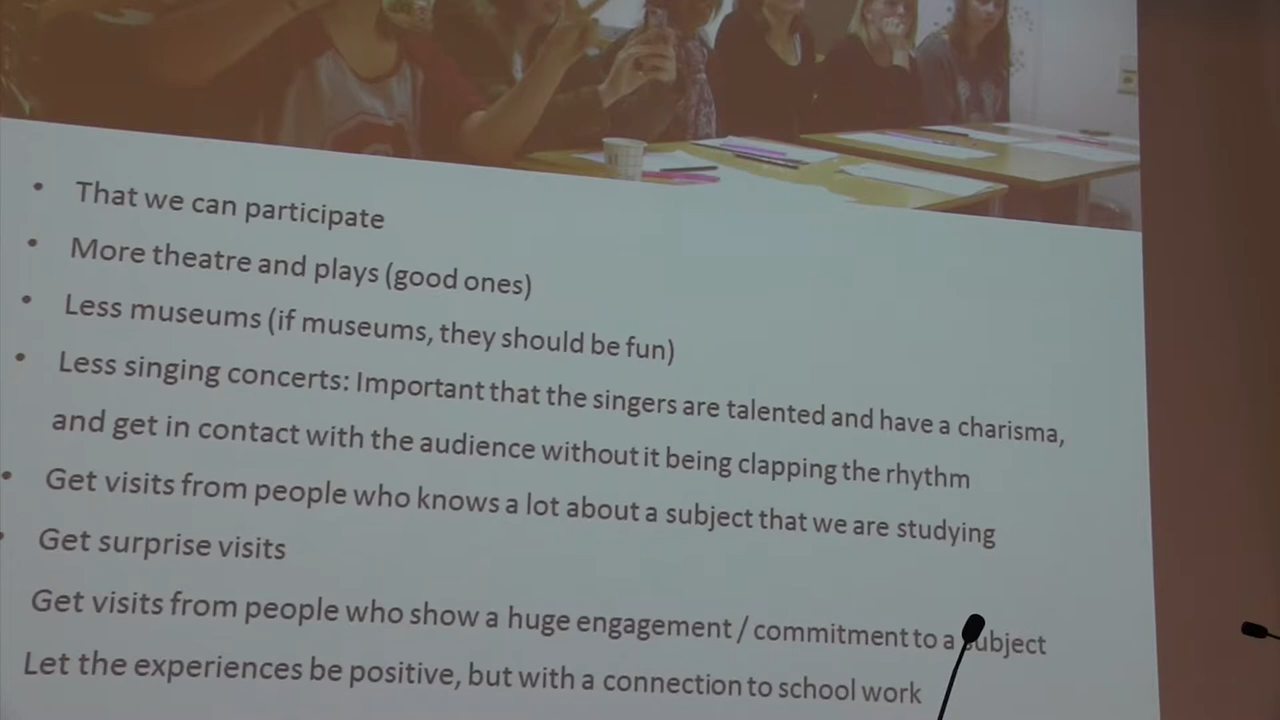 • That we can participate
• More theatre and plays (good ones)
• Less museums (if museums, they should be fun)
• Less singing concerts: Important that the singers are talented and have a charisma,
and get in contact with the audience without it being clapping the rhythm
• Get visits from people who knows a lot about a subject that we are studying
• Get surprise visits
Get visits from people who show a huge engagement / commitment to a subject
Let the experiences be positive, but with a connection to school work